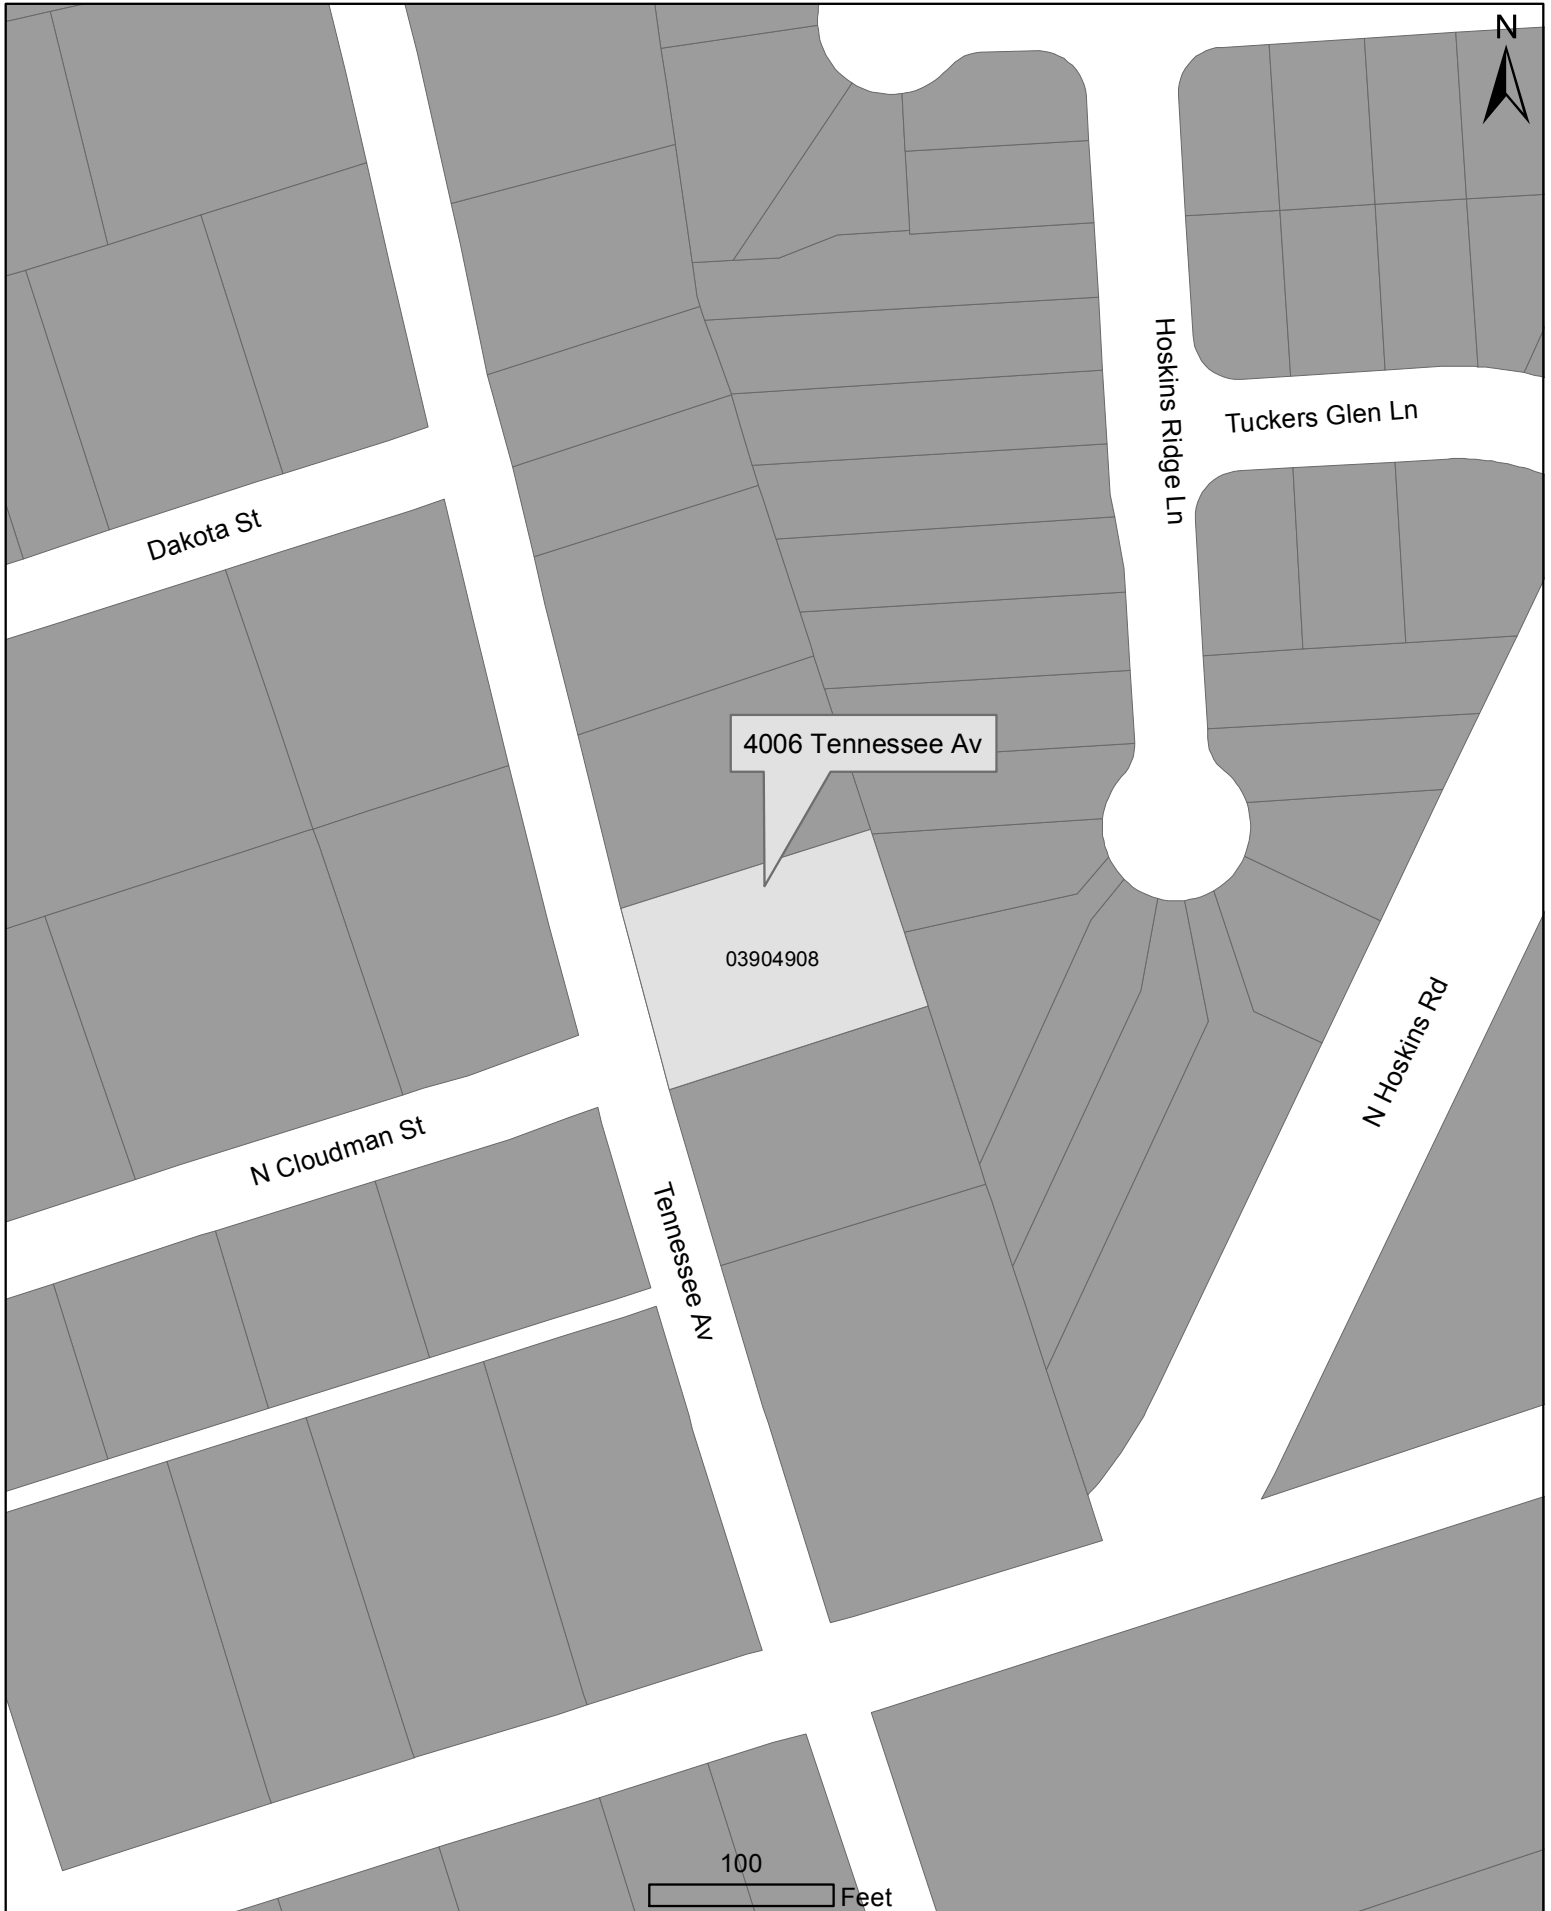 N
Hoskins Ridge Ln
Tuckers Glen Ln
Dakota St
4006 Tennessee Av
03904908
N Hoskins Rd
N Cloudman St
Tennessee Av
100
Feet